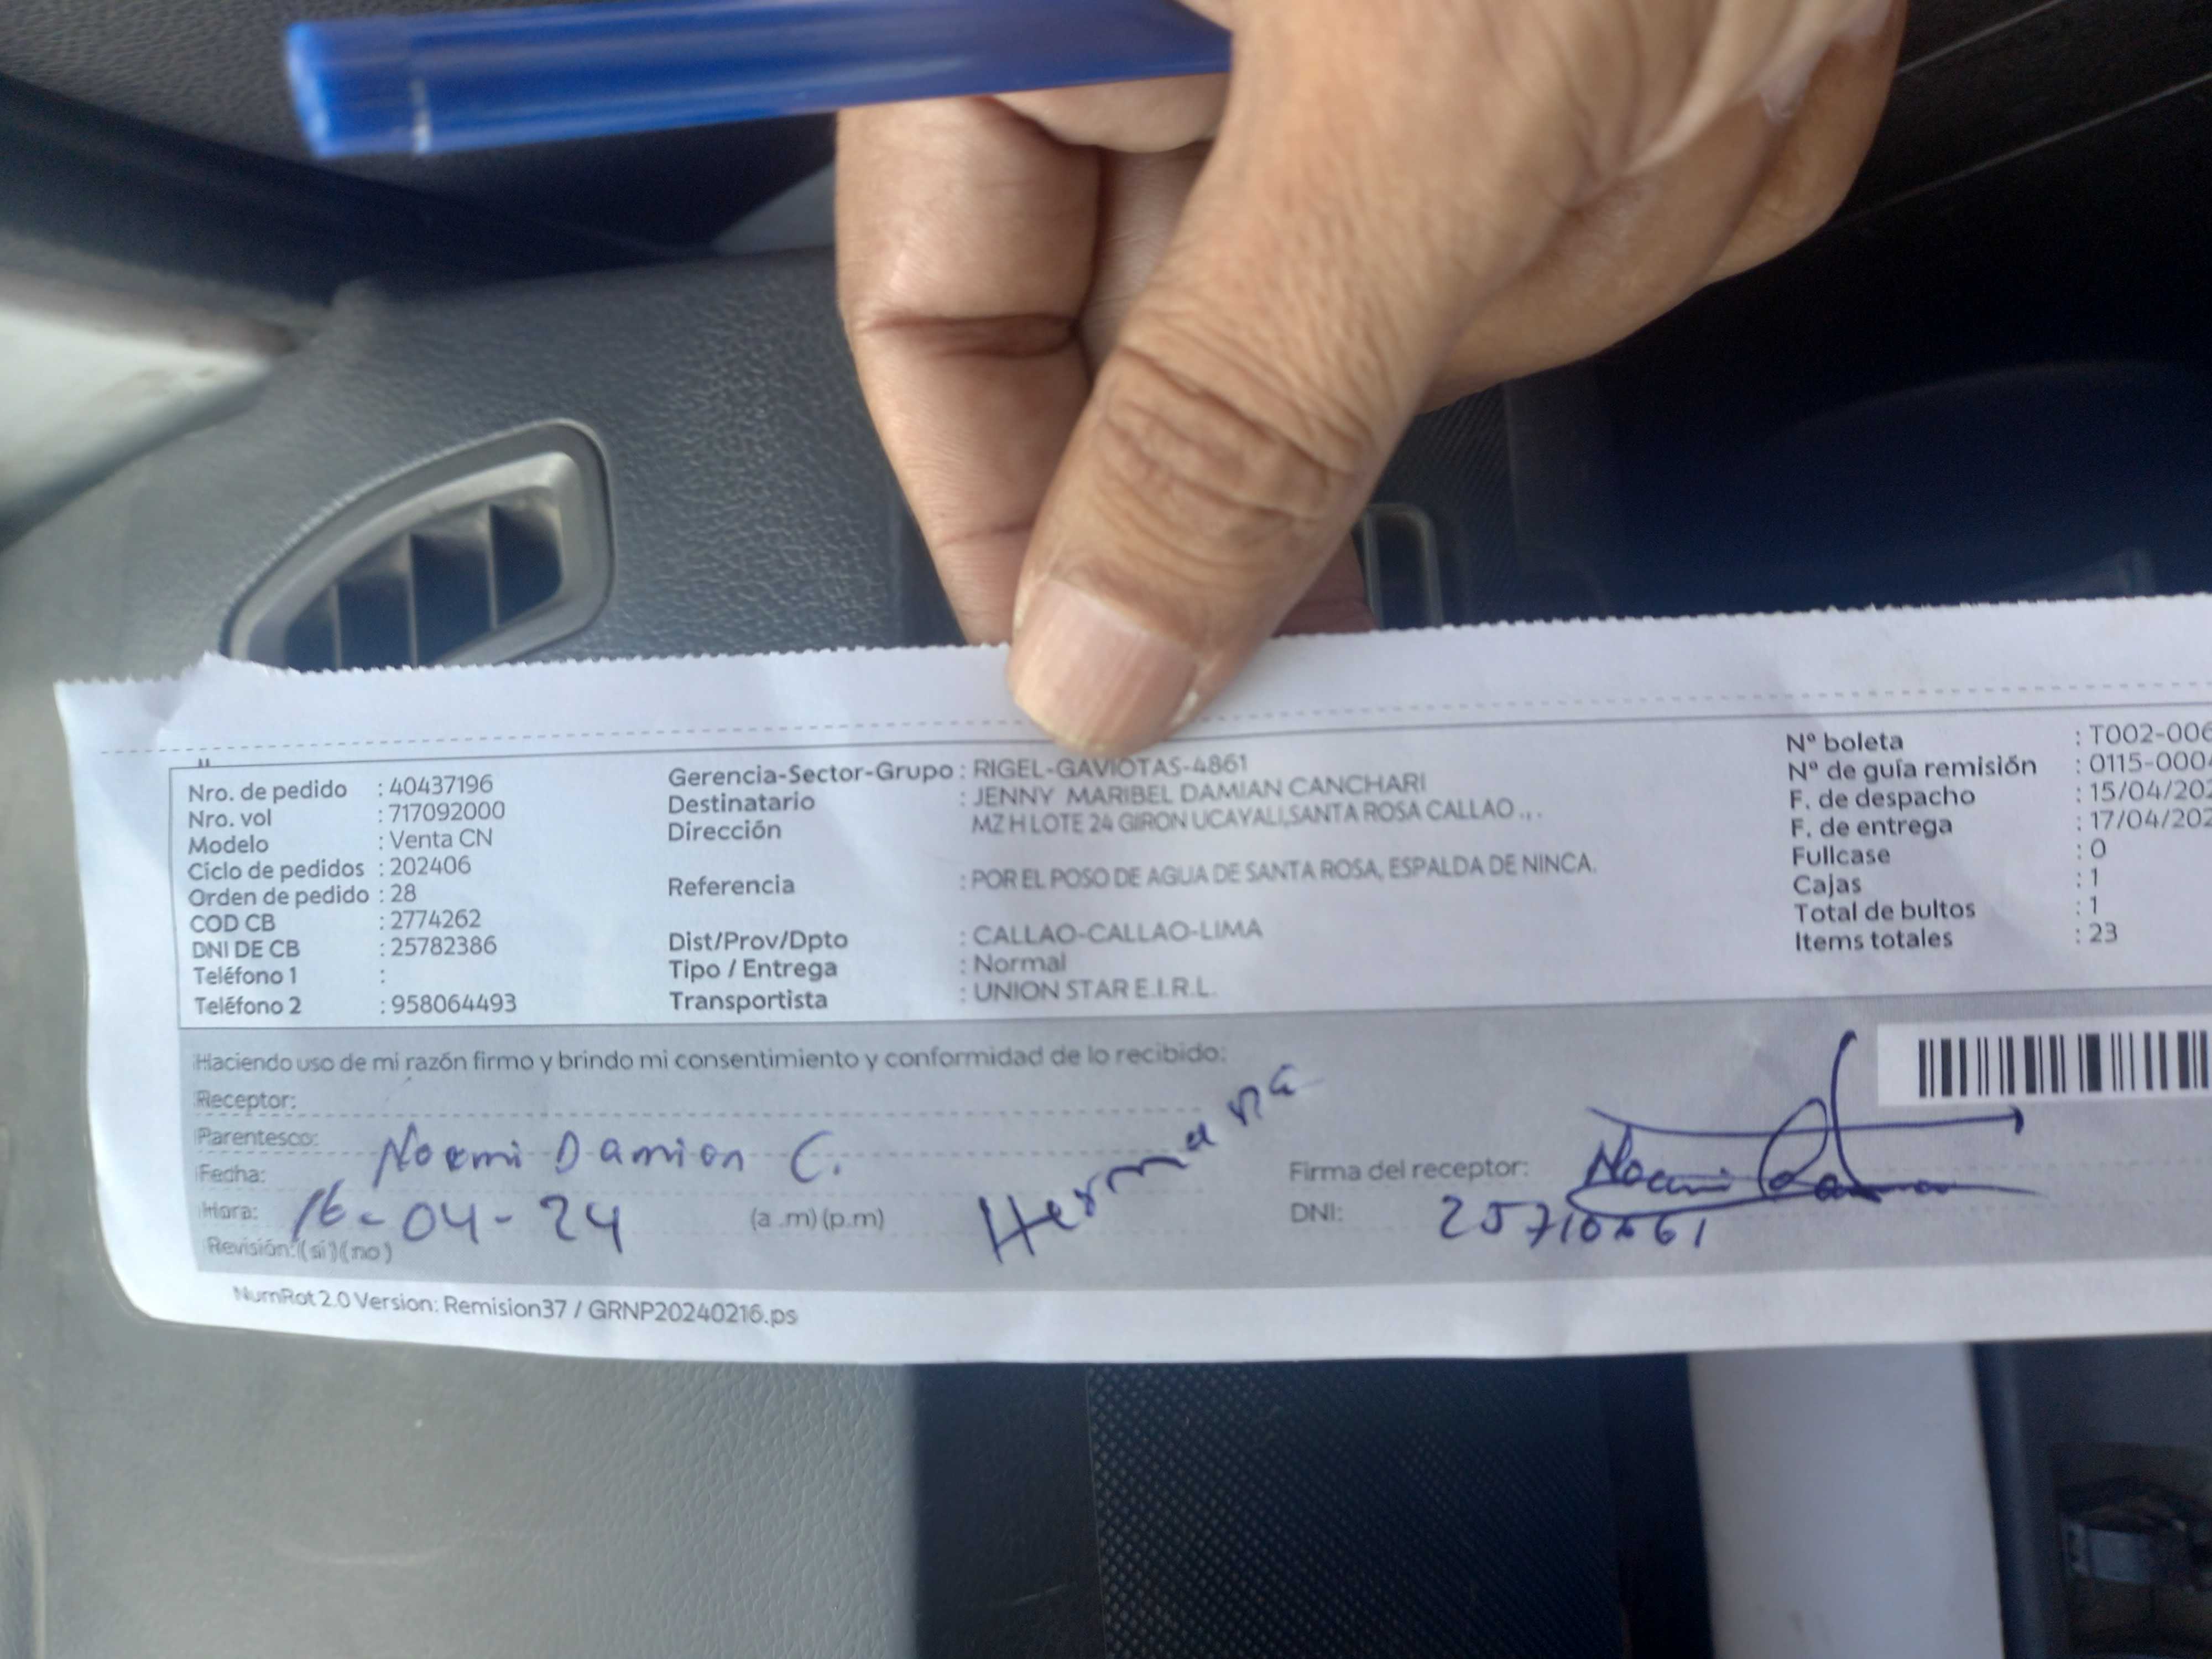 Nro. de pedido : 40437196
Nro. vol : 717092000
Modelo : Venta CN
Ciclo de pedidos : 202406
Orden de pedido : 28
COD CB : 2774262
DNI DE CB : 25782386
Teléfono 1 :
Teléfono 2 : 958064493
Gerencia-Sector-Grupo : RIGEL-GAVIOTAS-4861
Destinatario : JENNY MARIBEL DAMIAN CANCHARI
Dirección MZ H LOTE 24 GIRON UCAYALI,SANTA ROSA CALLAO ., .
Referencia : POR EL POSO DE AGUA DE SANTA ROSA, ESPALDA DE NINCA.
Dist/Prov/Dpto : CALLAO-CALLAO-LIMA
Tipo / Entrega : Normal
Transportista : UNION STAR E.I.R.L.
Nº boleta : T002-006
Nº de guía remisión : 0115-000
F. de despacho : 15/04/202
F. de entrega : 17/04/202
Fullcase : 0
Cajas : 1
Total de bultos : 1
Items totales : 23
Haciendo uso de mi razón firmo y brindo mi consentimiento y conformidad de lo recibido:
Receptor:
Parentesco: Noemi Damian C. Hermana
Fecha:
Hora: 16-04-24 (a .m) (p.m)
Revisión: (si) (no)
Firma del receptor: Noemi
DNI:
NumRot 2.0 Version: Remision37 / GRNP20240216.ps